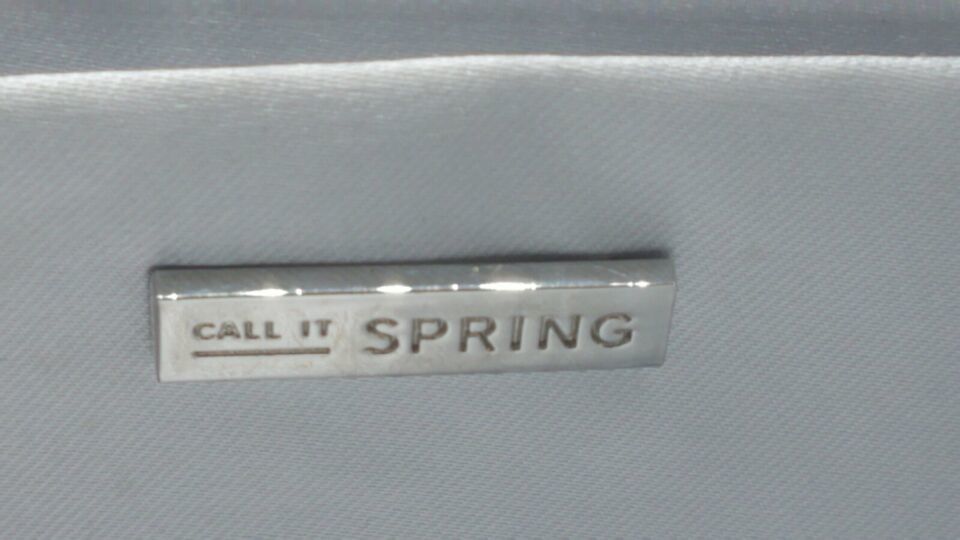 CALL IT SPRING